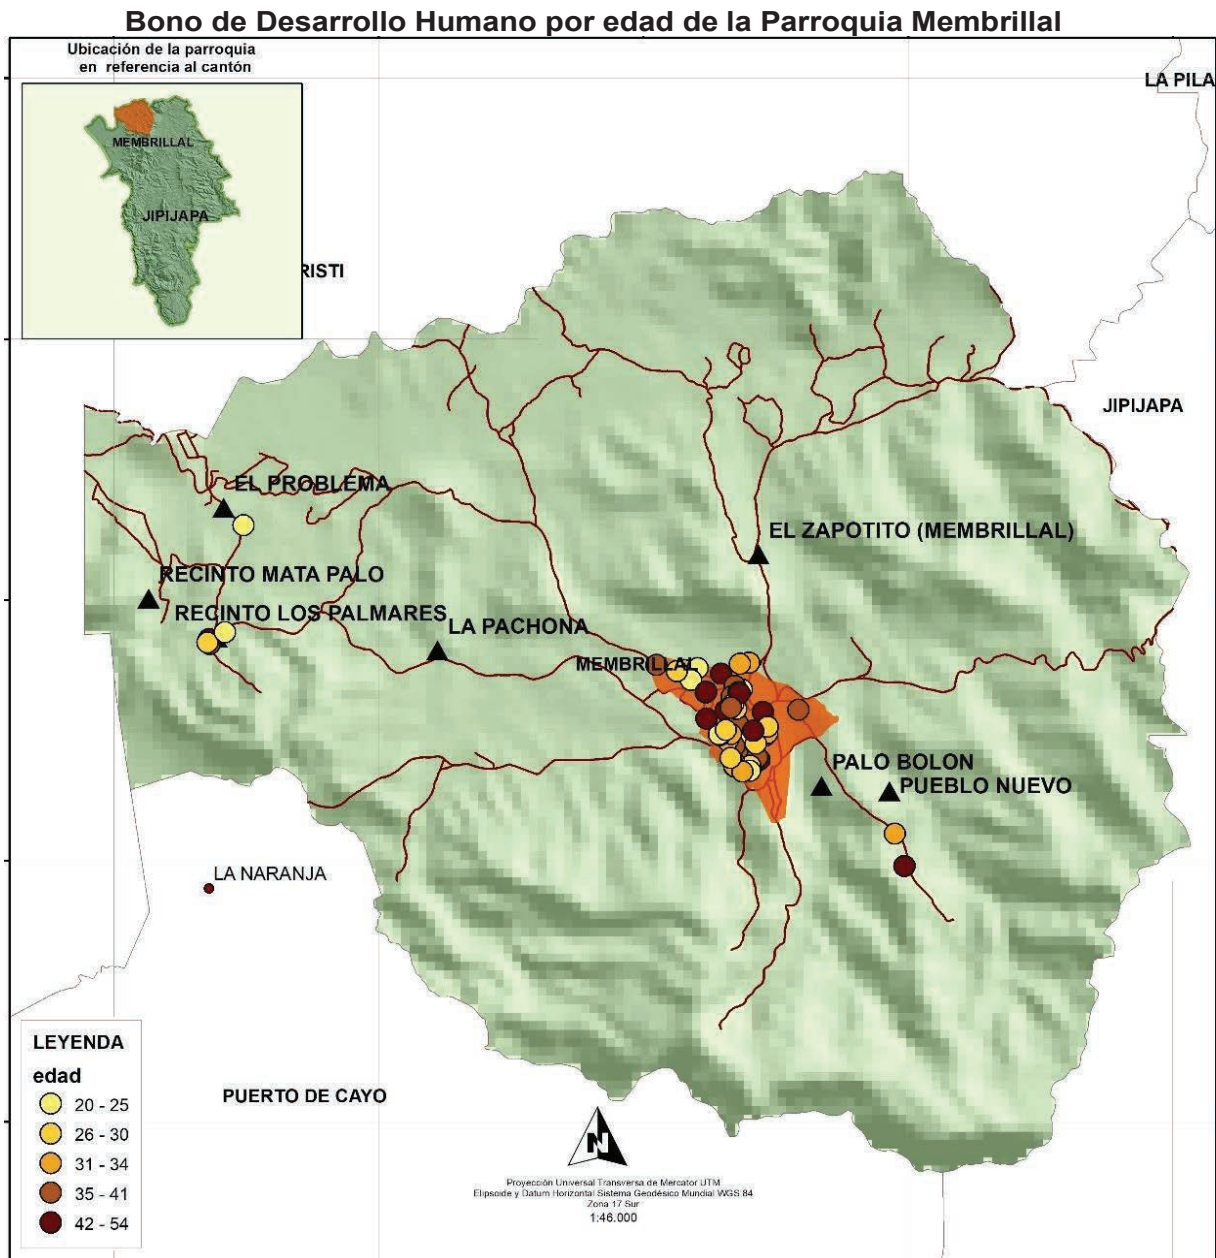 Bono de Desarrollo Humano por edad de la Parroquia Membrillal
Ubicación de la parroquia
en referencia al cantón
MEMBRILLAL
JIPIJAPA
LA PILA
RISTI
JIPIJAPA
EL PROBLEMA
EL ZAPOTITO (MEMBRILLAL)
RECINTO MATA PALO
RECINTO LOS PALMARES
LA PACHONA
MEMBRILLAL
PALO BOLON
PUEBLO NUEVO
LA NARANJA
PUERTO DE CAYO
LEYENDA
edad
20 - 25
26 - 30
31 - 34
35 - 41
42 - 54
N
Proyección Universal Transversa de Mercator UTM
Elipsoide y Datum Horizontal Sistema Geodésico Mundial WGS 84
Zona 17 Sur
1:46.000